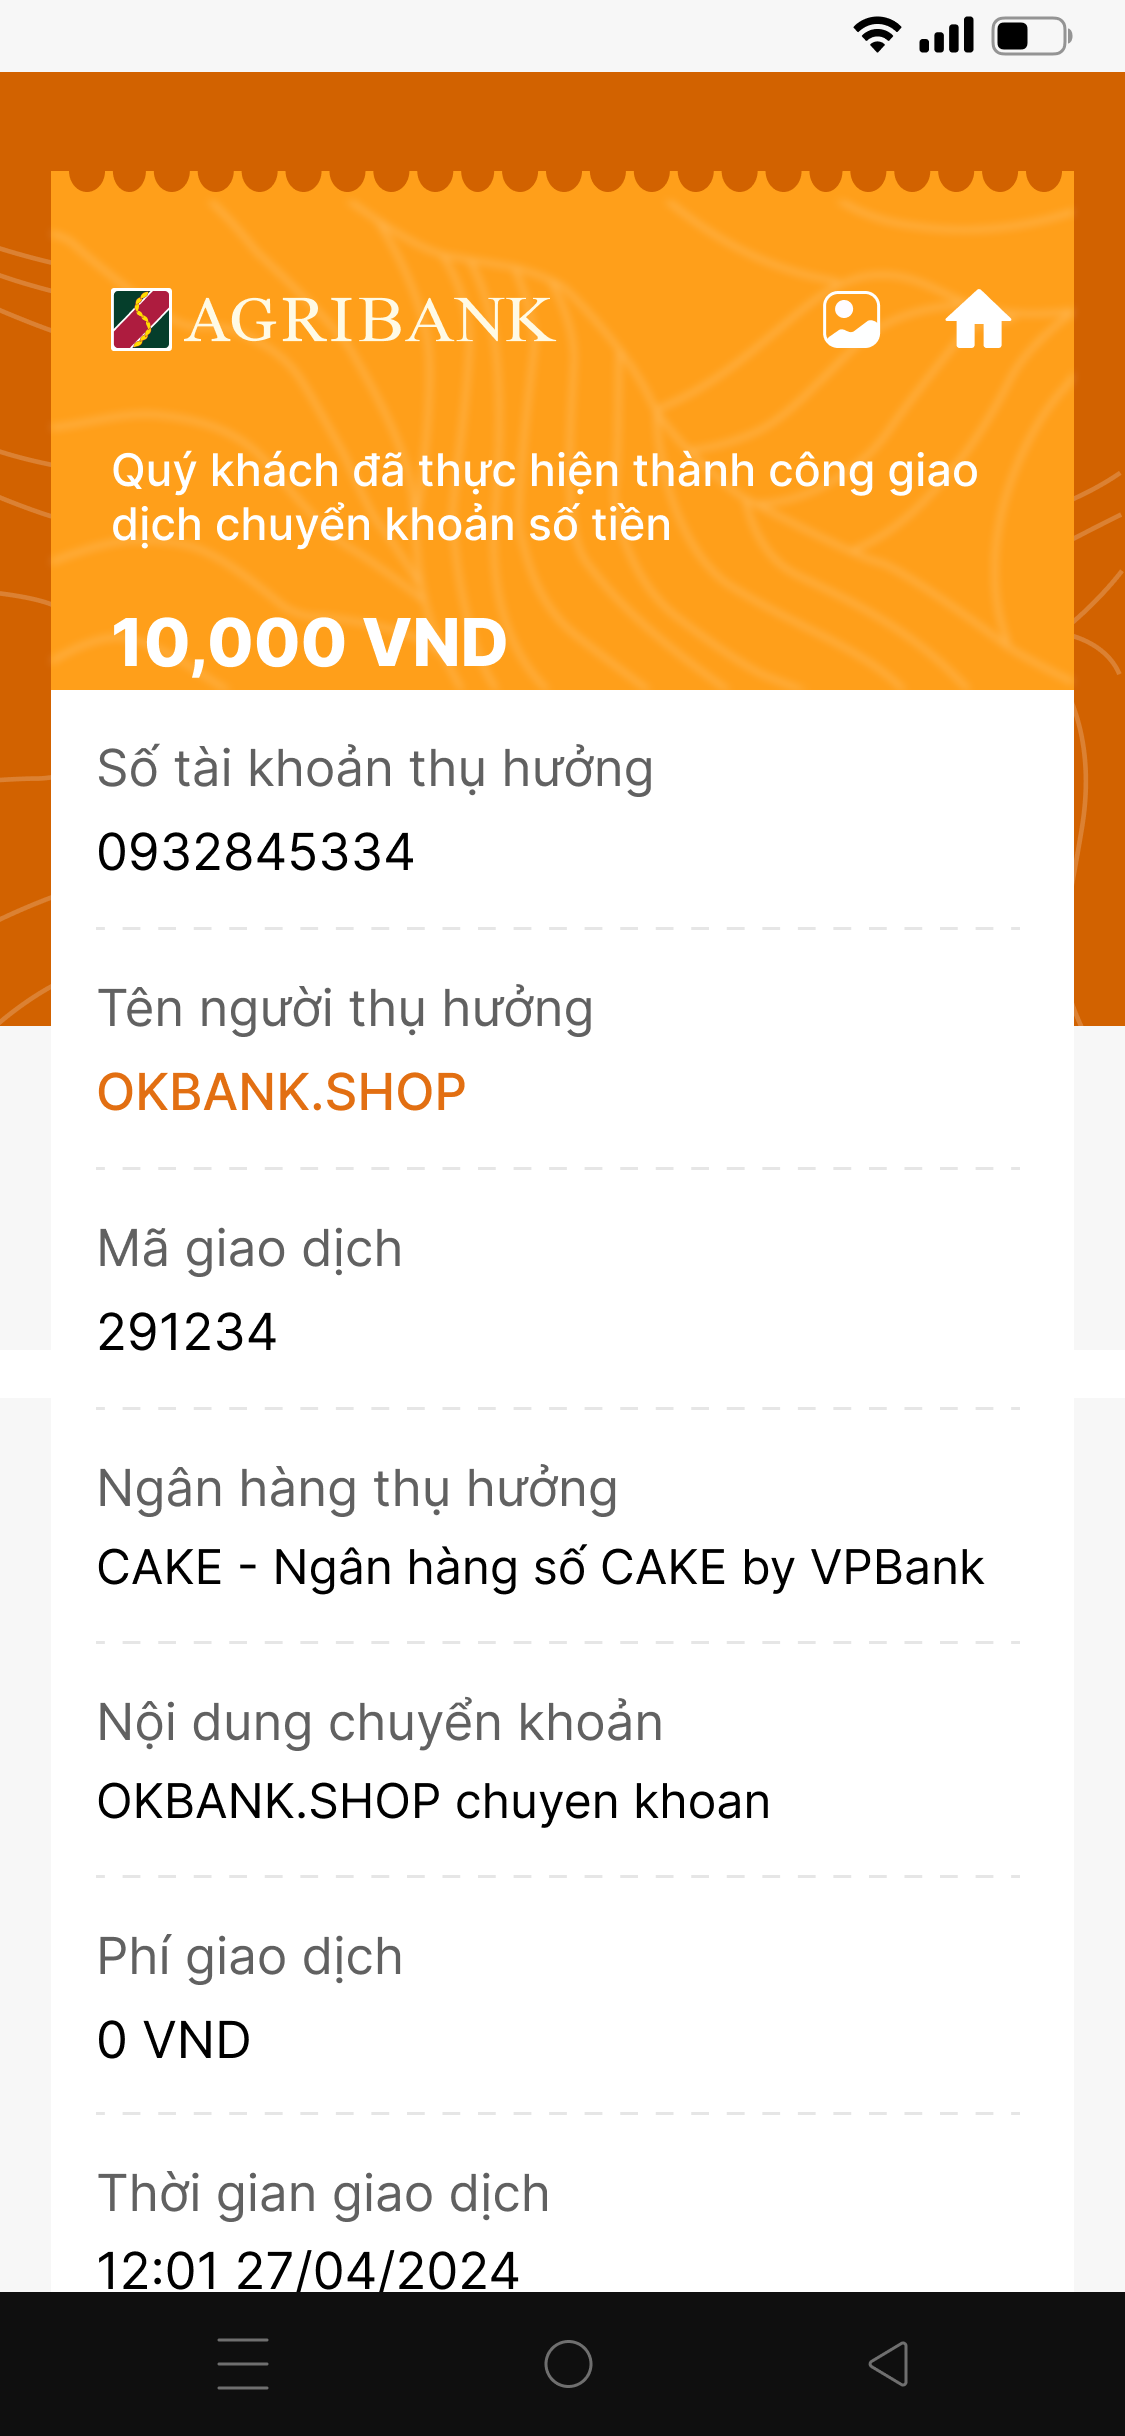 AGRIBANK
Quý khách đã thực hiện thành công giao
dịch chuyển khoản số tiền
10,000 VND
Số tài khoản thụ hưởng
0932845334
Tên người thụ hưởng
OKBANK.SHOP
Mã giao dịch
291234
Ngân hàng thụ hưởng
CAKE - Ngân hàng số CAKE by VPBank
Nội dung chuyển khoản
OKBANK.SHOP chuyen khoan
Phí giao dịch
0 VND
Thời gian giao dịch
12:01 27/04/2024